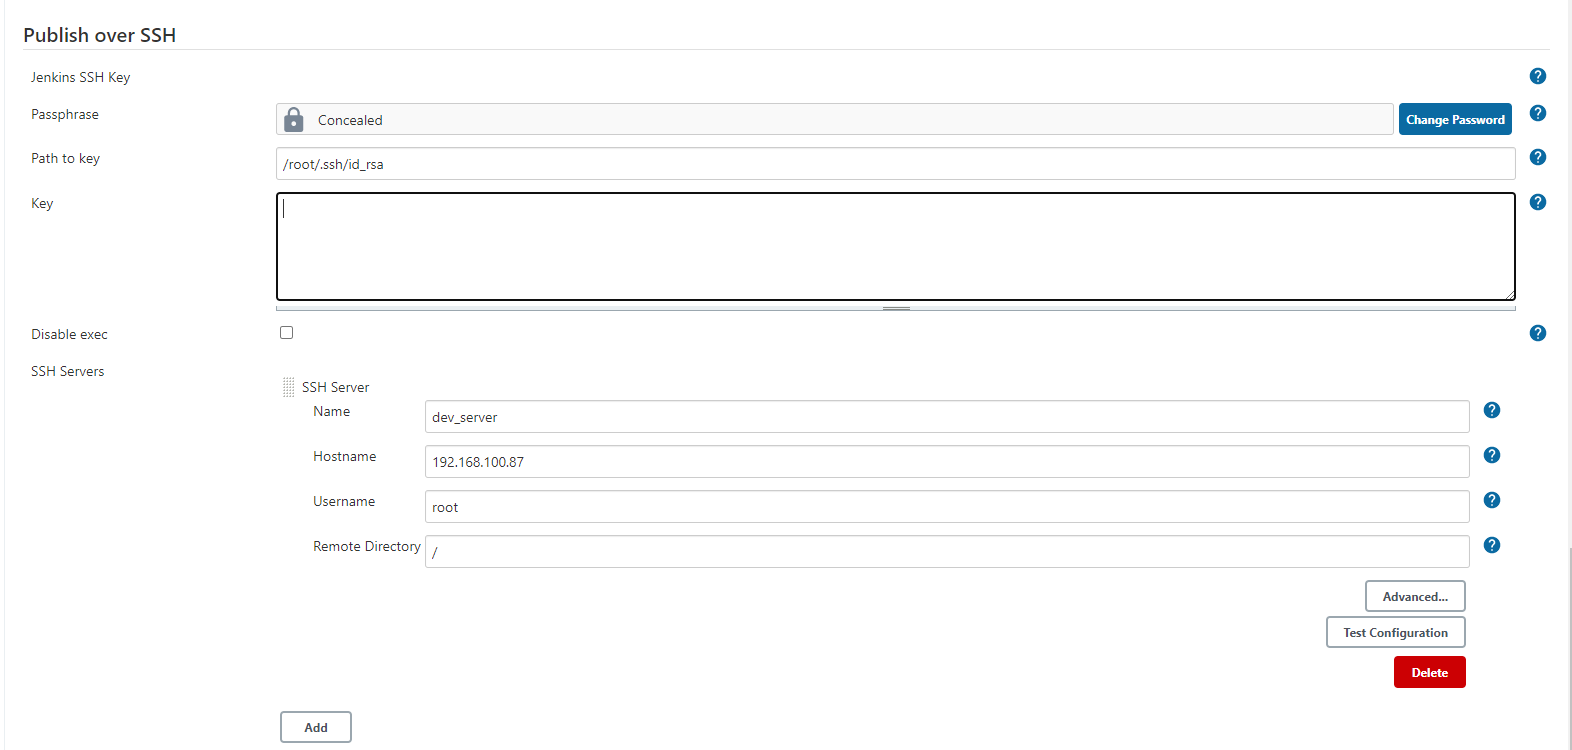 Publish over SSH
Jenkins SSH Key
?
Passphrase
Concealed
Change Password
?
Path to key
/root/.ssh/id_rsa
?
Key
?
Disable exec
?
SSH Servers
SSH Server
Name
dev_server
?
Hostname
192.168.100.87
?
Username
root
?
Remote Directory
/
?
Advanced...
Test Configuration
Delete
Add